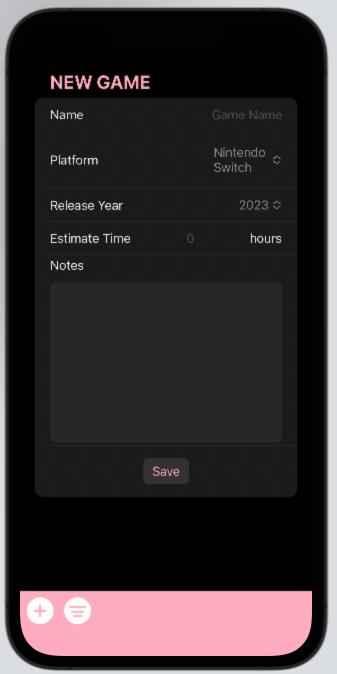 NEW GAME
Name Game Name
Platform Nintendo
Switch
Release Year 2023
Estimate Time 0 hours
Notes
Save